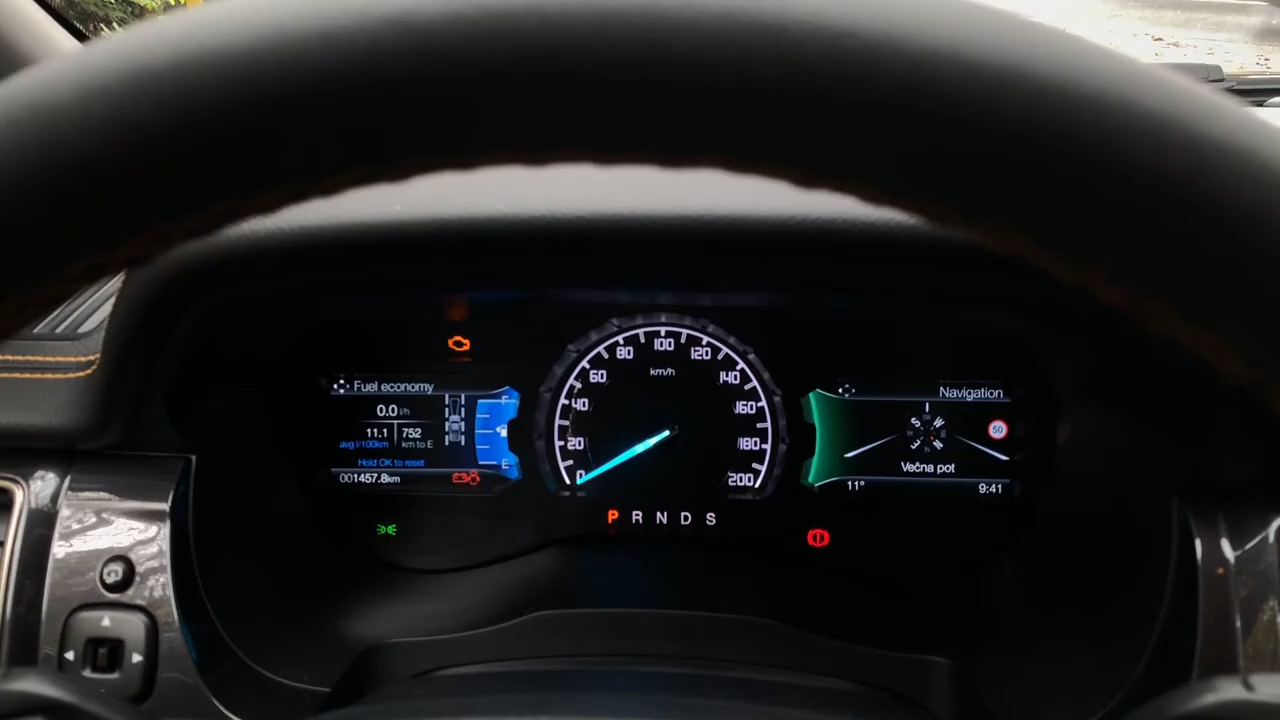 Fuel economy
0.0 l/h
11.1 752
avg l/100km km to E
Hold OK to reset
001457.8km
F
E
0 20 40 60 80 100 120 140 160 180 200
km/h
P R N D S
Navigation
S W
E N
50
Večna pot
11° 9:41